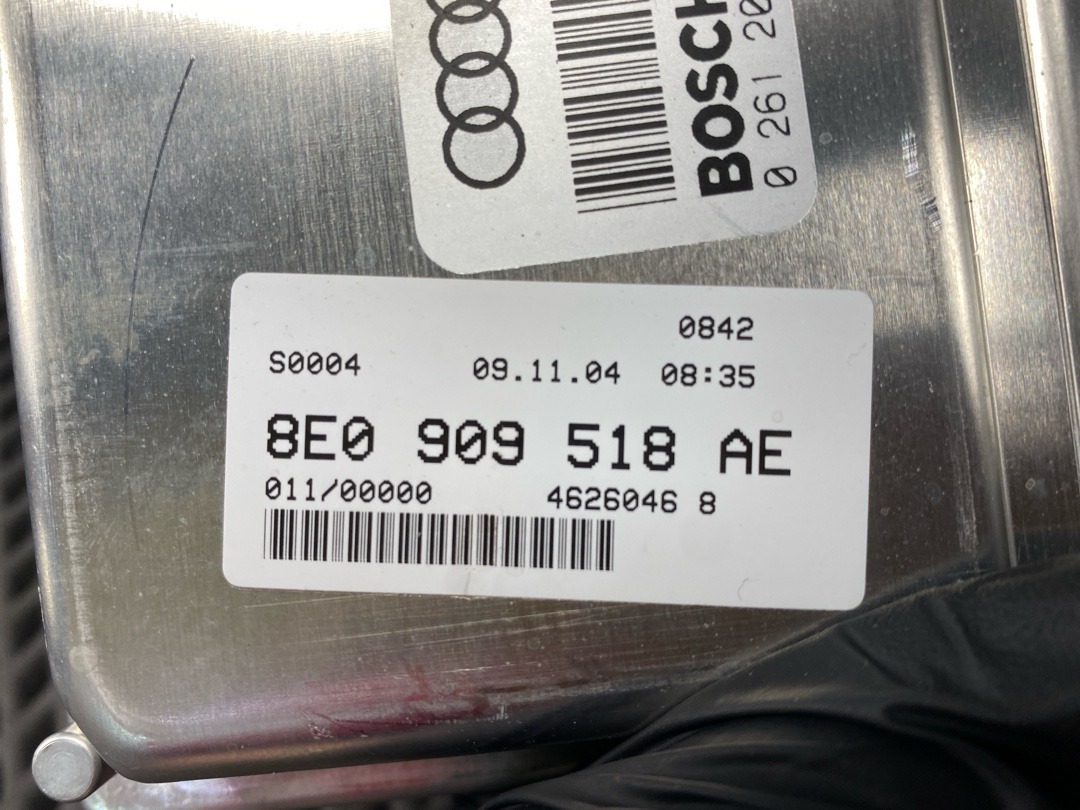 BOSCH
0 261 20
0842
S0004 09.11.04 08:35
8E0 909 518 AE
011/00000 4626046 8